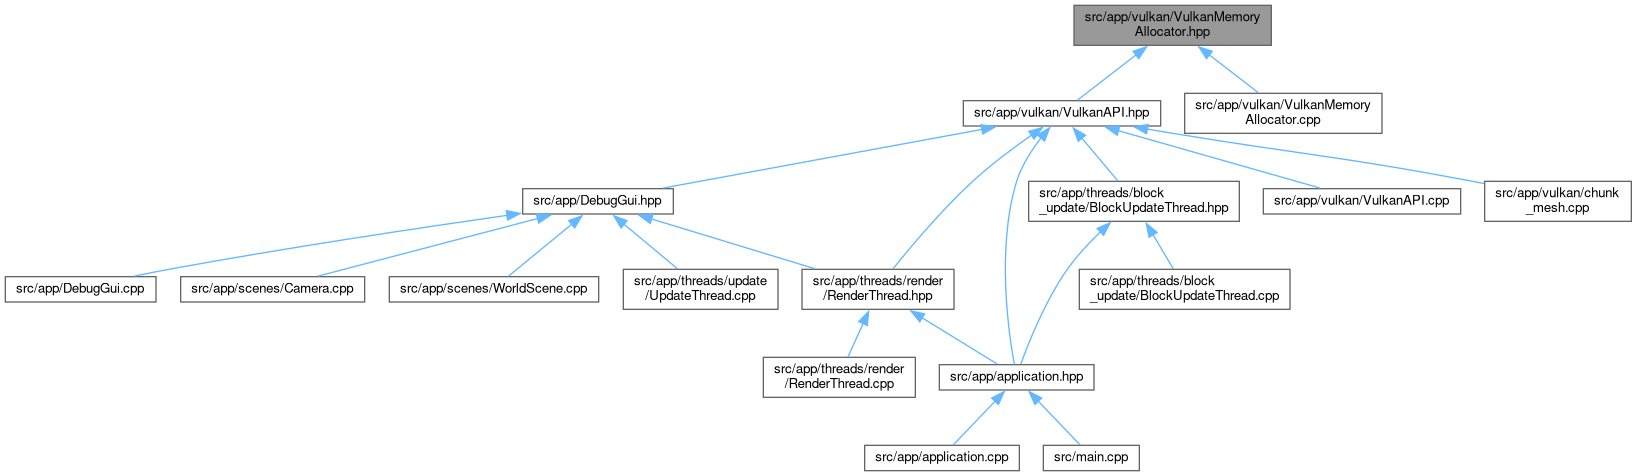 src/app/vulkan/VulkanMemory
Allocator.hpp
src/app/vulkan/VulkanAPI.hpp
src/app/vulkan/VulkanMemory
Allocator.cpp
src/app/DebugGui.hpp
src/app/threads/block
_update/BlockUpdateThread.hpp
src/app/vulkan/VulkanAPI.cpp
src/app/vulkan/chunk
_mesh.cpp
src/app/DebugGui.cpp
src/app/scenes/Camera.cpp
src/app/scenes/WorldScene.cpp
src/app/threads/update
/UpdateThread.cpp
src/app/threads/render
/RenderThread.hpp
src/app/threads/block
_update/BlockUpdateThread.cpp
src/app/threads/render
/RenderThread.cpp
src/app/application.hpp
src/app/application.cpp
src/main.cpp